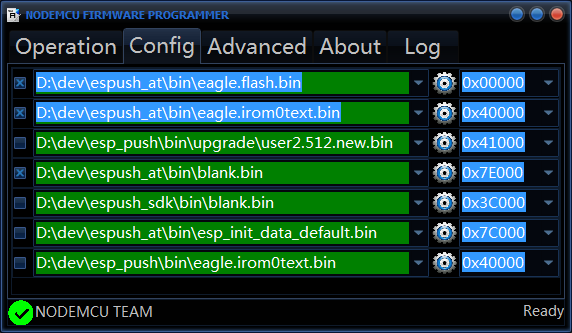 NODEMCU FIRMWARE PROGRAMMER
Operation Config Advanced About Log
D:\dev\espush_at\bin\eagle.flash.bin 0x00000
D:\dev\espush_at\bin\eagle.irom0text.bin 0x40000
D:\dev\esp_push\bin\upgrade\user2.512.new.bin 0x41000
D:\dev\espush_at\bin\blank.bin 0x7E000
D:\dev\espush_sdk\bin\blank.bin 0x3C000
D:\dev\espush_at\bin\esp_init_data_default.bin 0x7C000
D:\dev\esp_push\bin\eagle.irom0text.bin 0x40000
NODEMCU TEAM Ready